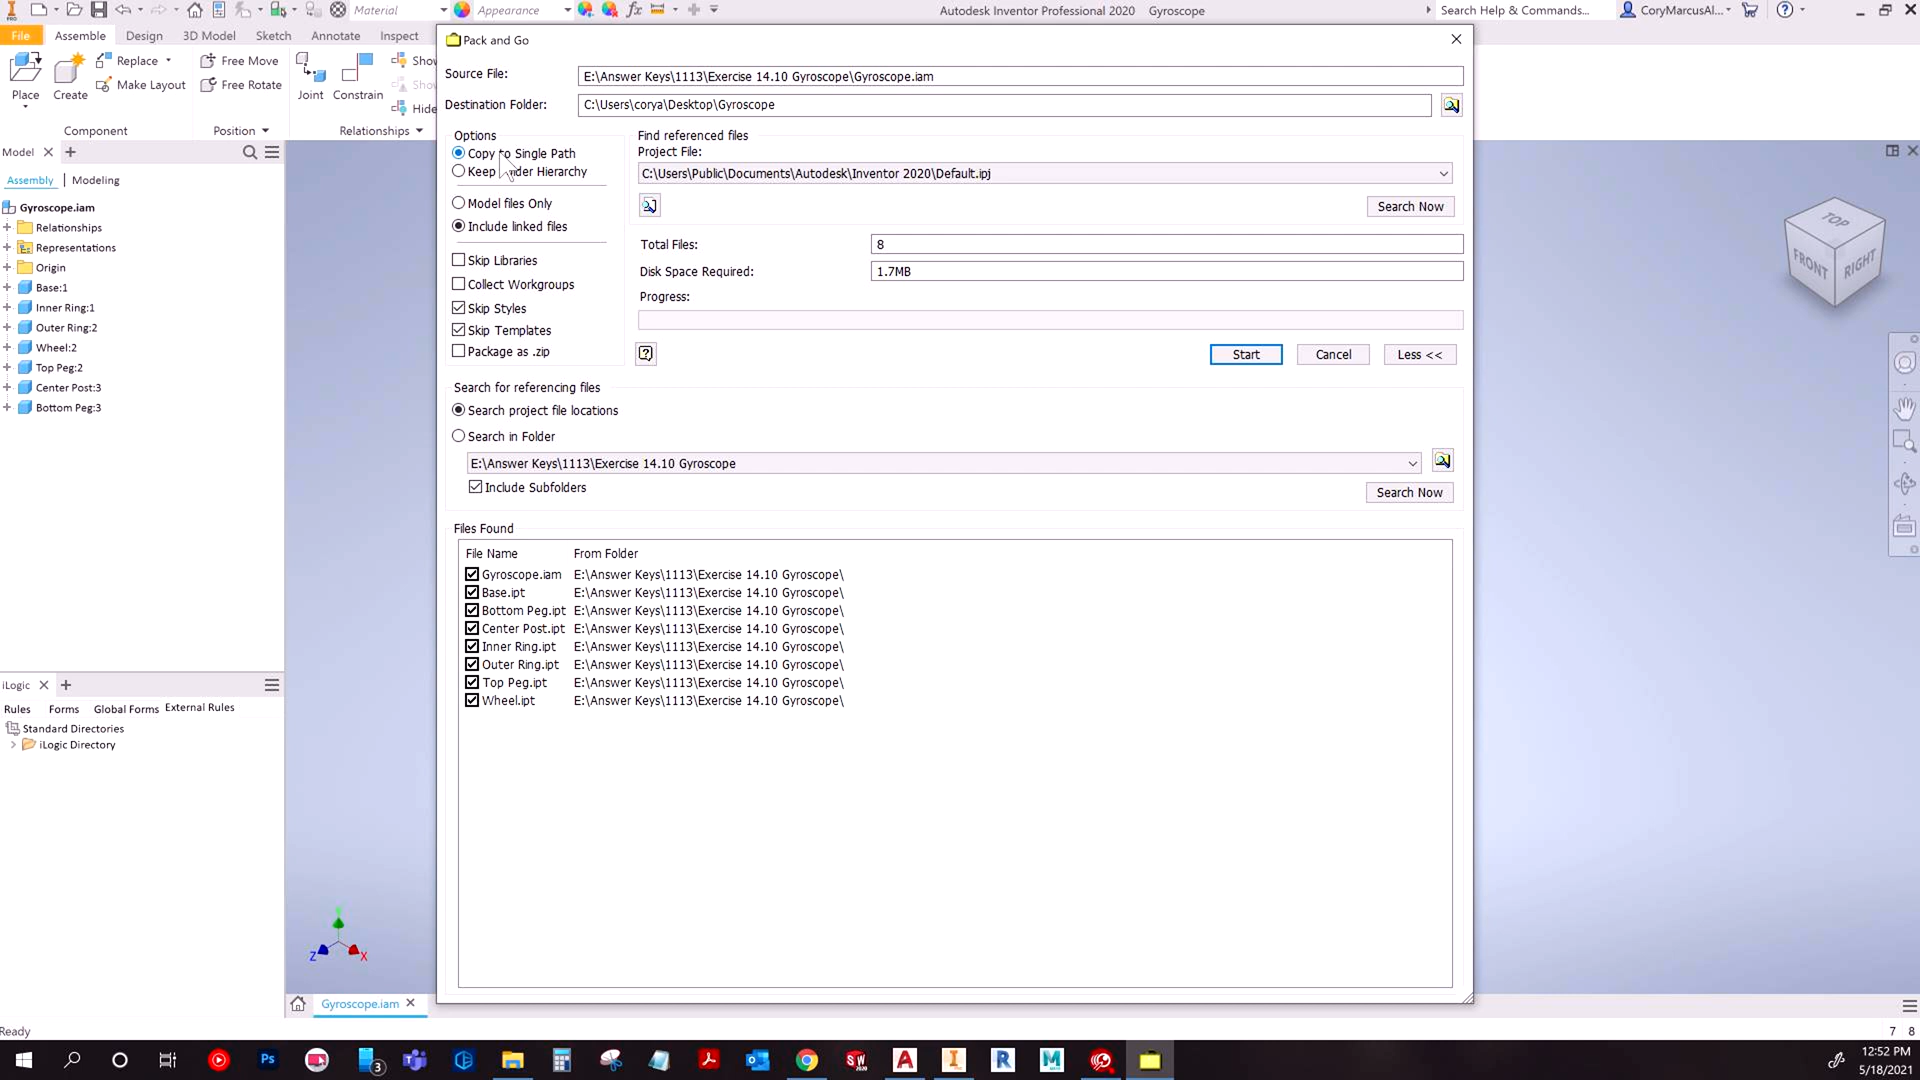 Material
Appearance
Autodesk Inventor Professional 2020 Gyroscope
Search Help & Commands...
CoryMarcusAl...
File Assemble Design 3D Model Sketch Annotate Inspect
Place
Create
Replace
Make Layout
Free Move
Free Rotate
Joint
Constrain
Show
Hide
Component
Position
Relationships
Model
Assembly | Modeling
Gyroscope.iam
Relationships
Representations
Origin
Base:1
Inner Ring:1
Outer Ring:2
Wheel:2
Top Peg:2
Center Post:3
Bottom Peg:3
iLogic
Rules Forms Global Forms External Rules
Standard Directories
iLogic Directory
Pack and Go
Source File: E:\Answer Keys\1113\Exercise 14.10 Gyroscope\Gyroscope.iam
Destination Folder: C:\Users\corya\Desktop\Gyroscope
Options
Copy to Single Path
Keep Hierarchy
Model files Only
Include linked files
Skip Libraries
Collect Workgroups
Skip Styles
Skip Templates
Package as .zip
Find referenced files
Project File:
C:\Users\Public\Documents\Autodesk\Inventor 2020\Default.ipj
Search Now
Total Files: 8
Disk Space Required: 1.7MB
Progress:
Start Cancel Less <<
Search for referencing files
Search project file locations
Search in Folder
E:\Answer Keys\1113\Exercise 14.10 Gyroscope
Include Subfolders
Search Now
Files Found
File Name From Folder
Gyroscope.iam E:\Answer Keys\1113\Exercise 14.10 Gyroscope\
Base.ipt E:\Answer Keys\1113\Exercise 14.10 Gyroscope\
Bottom Peg.ipt E:\Answer Keys\1113\Exercise 14.10 Gyroscope\
Center Post.ipt E:\Answer Keys\1113\Exercise 14.10 Gyroscope\
Inner Ring.ipt E:\Answer Keys\1113\Exercise 14.10 Gyroscope\
Outer Ring.ipt E:\Answer Keys\1113\Exercise 14.10 Gyroscope\
Top Peg.ipt E:\Answer Keys\1113\Exercise 14.10 Gyroscope\
Wheel.ipt E:\Answer Keys\1113\Exercise 14.10 Gyroscope\
TOP
FRONT
RIGHT
Z X
Gyroscope.iam
Ready
7 8
12:52 PM
5/18/2021